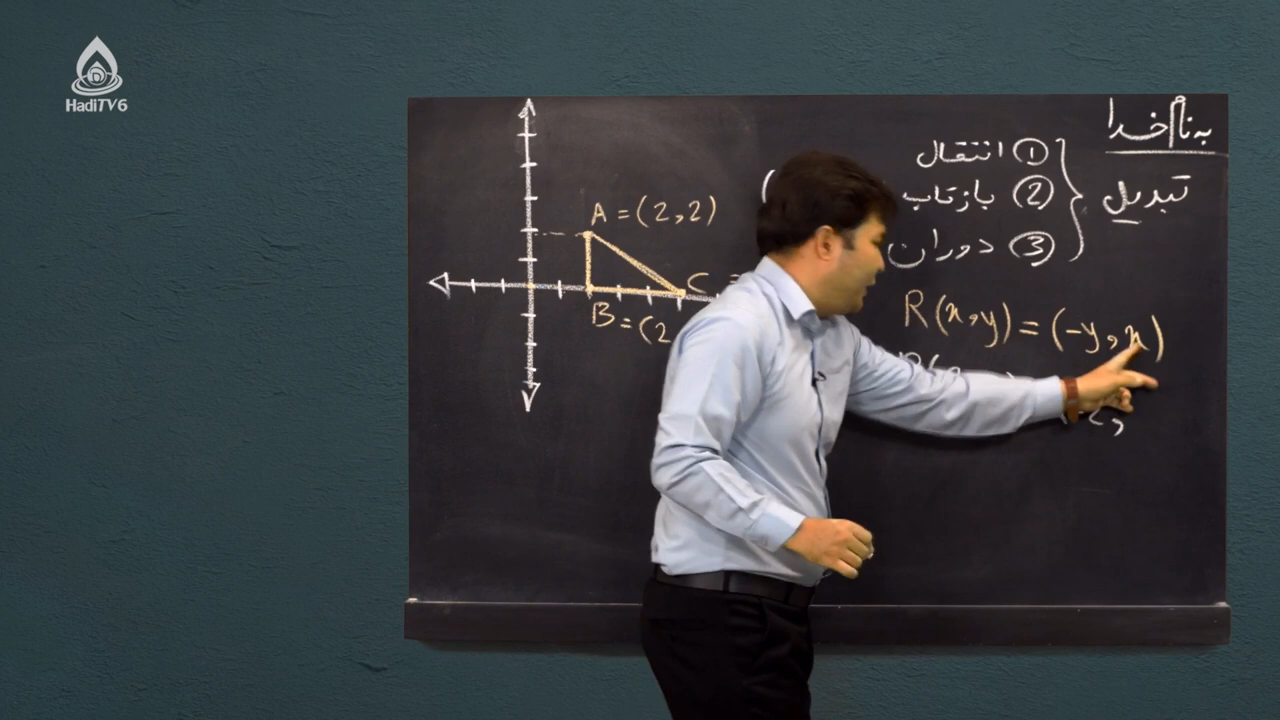 HadiTV6
به نام خدا
تبدیل
① انتقال
② بازتاب
③ دوران
A = (2,2)
C =
B = (2
R(x,y) = (-y,x)